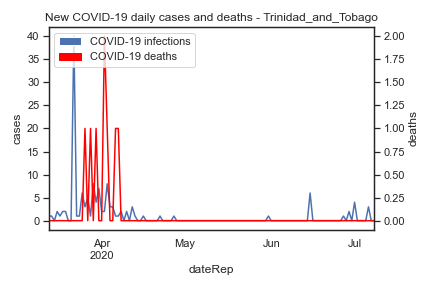 New COVID-19 daily cases and deaths - Trinidad_and_Tobago
COVID-19 infections
COVID-19 deaths
cases
40
35
30
25
20
15
10
5
0
2.00
1.75
1.50
1.25
1.00
0.75
0.50
0.25
0.00
deaths
Apr
2020
May
Jun
Jul
dateRep